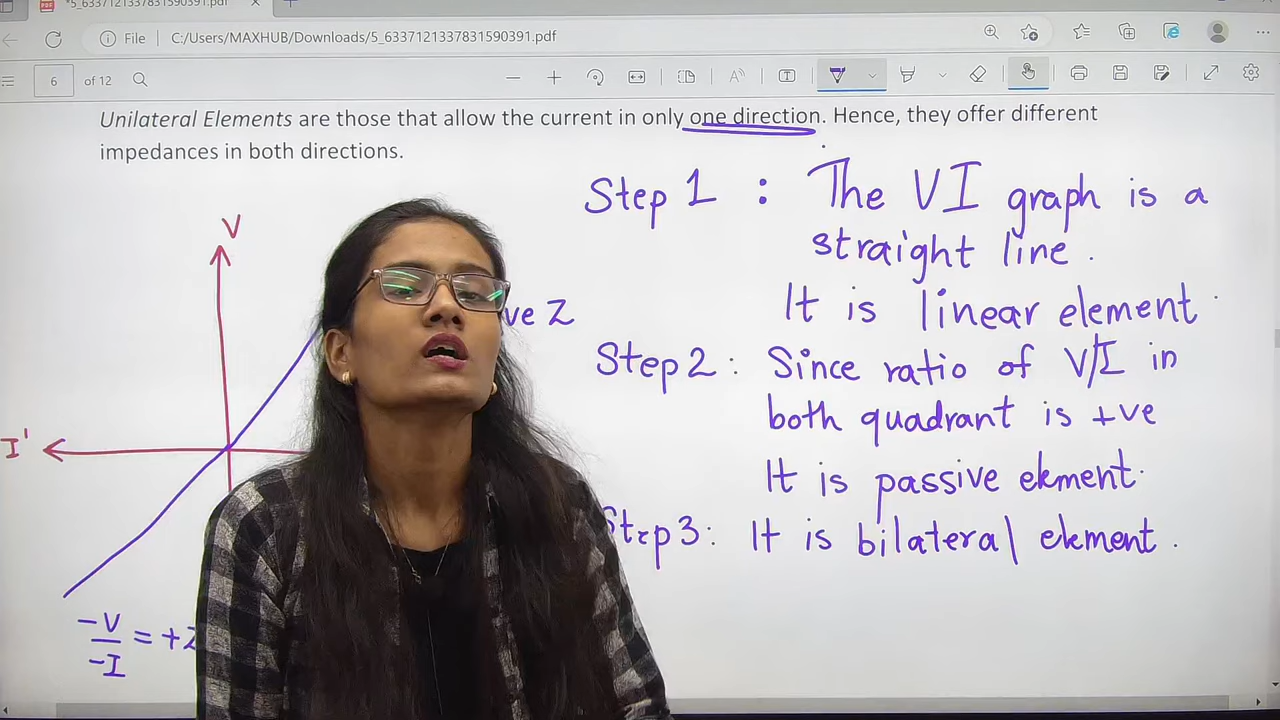 *5_6337121337831590391.pdf
File C:/Users/MAXHUB/Downloads/5_6337121337831590391.pdf
6 of 12
Unilateral Elements are those that allow the current in only one direction. Hence, they offer different
impedances in both directions.
Step 1 : The VI graph is a
straight line.
It is linear element
Step 2 : Since ratio of V/I in
both quadrant is +ve
It is passive element.
Step 3 : It is bilateral element.
V
ve Z
I'
-V
= +Z
-I